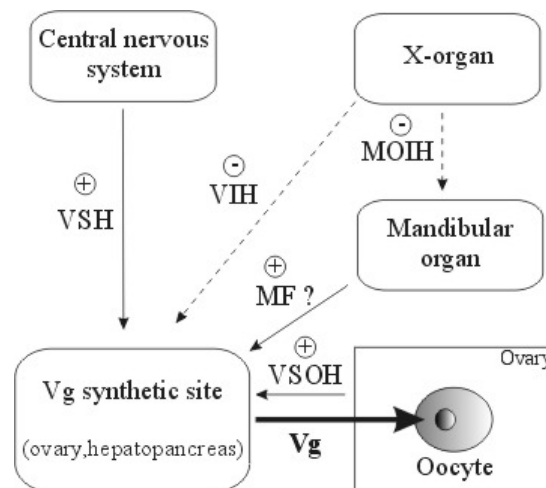 Central nervous
system
X-organ
⊖
MOIH
⊕
VSH
⊖
VIH
Mandibular
organ
⊕
MF ?
⊕
VSOH
Ovary
Vg synthetic site
(ovary,hepatopancreas)
Vg
Oocyte